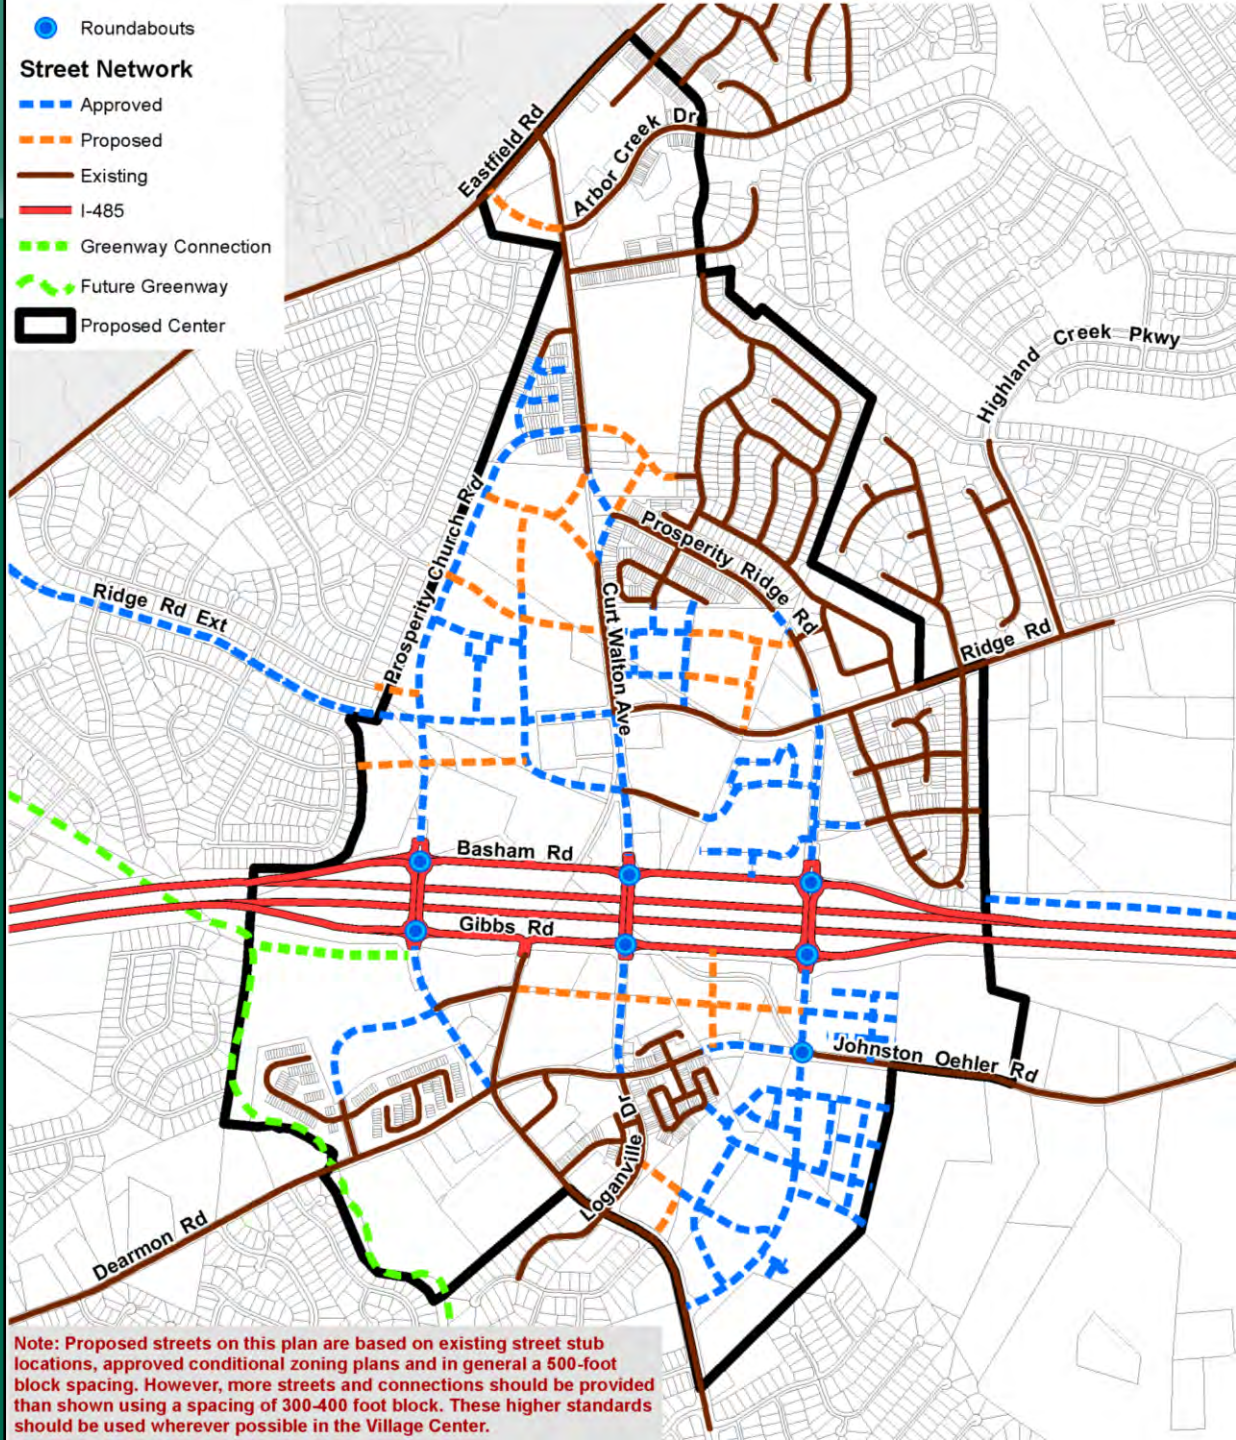 Roundabouts
Street Network
Approved
Proposed
Existing
I-485
Greenway Connection
Future Greenway
Proposed Center
Eastfield Rd
Arbor Creek Dr
Highland Creek Pkwy
Prosperity Church Rd
Prosperity Ridge Rd
Ridge Rd Ext
Curt Walton Ave
Ridge Rd
Basham Rd
Gibbs Rd
Johnston Oehler Rd
Loganville Dr
Dearmon Rd
Note: Proposed streets on this plan are based on existing street stub
locations, approved conditional zoning plans and in general a 500-foot
block spacing. However, more streets and connections should be provided
than shown using a spacing of 300-400 foot block. These higher standards
should be used wherever possible in the Village Center.